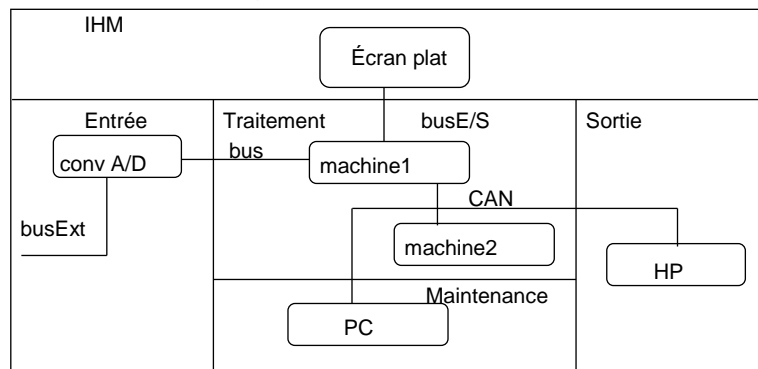 IHM
Écran plat
Entrée
Traitement
busE/S
Sortie
conv A/D
bus
machine1
CAN
busExt
machine2
HP
Maintenance
PC